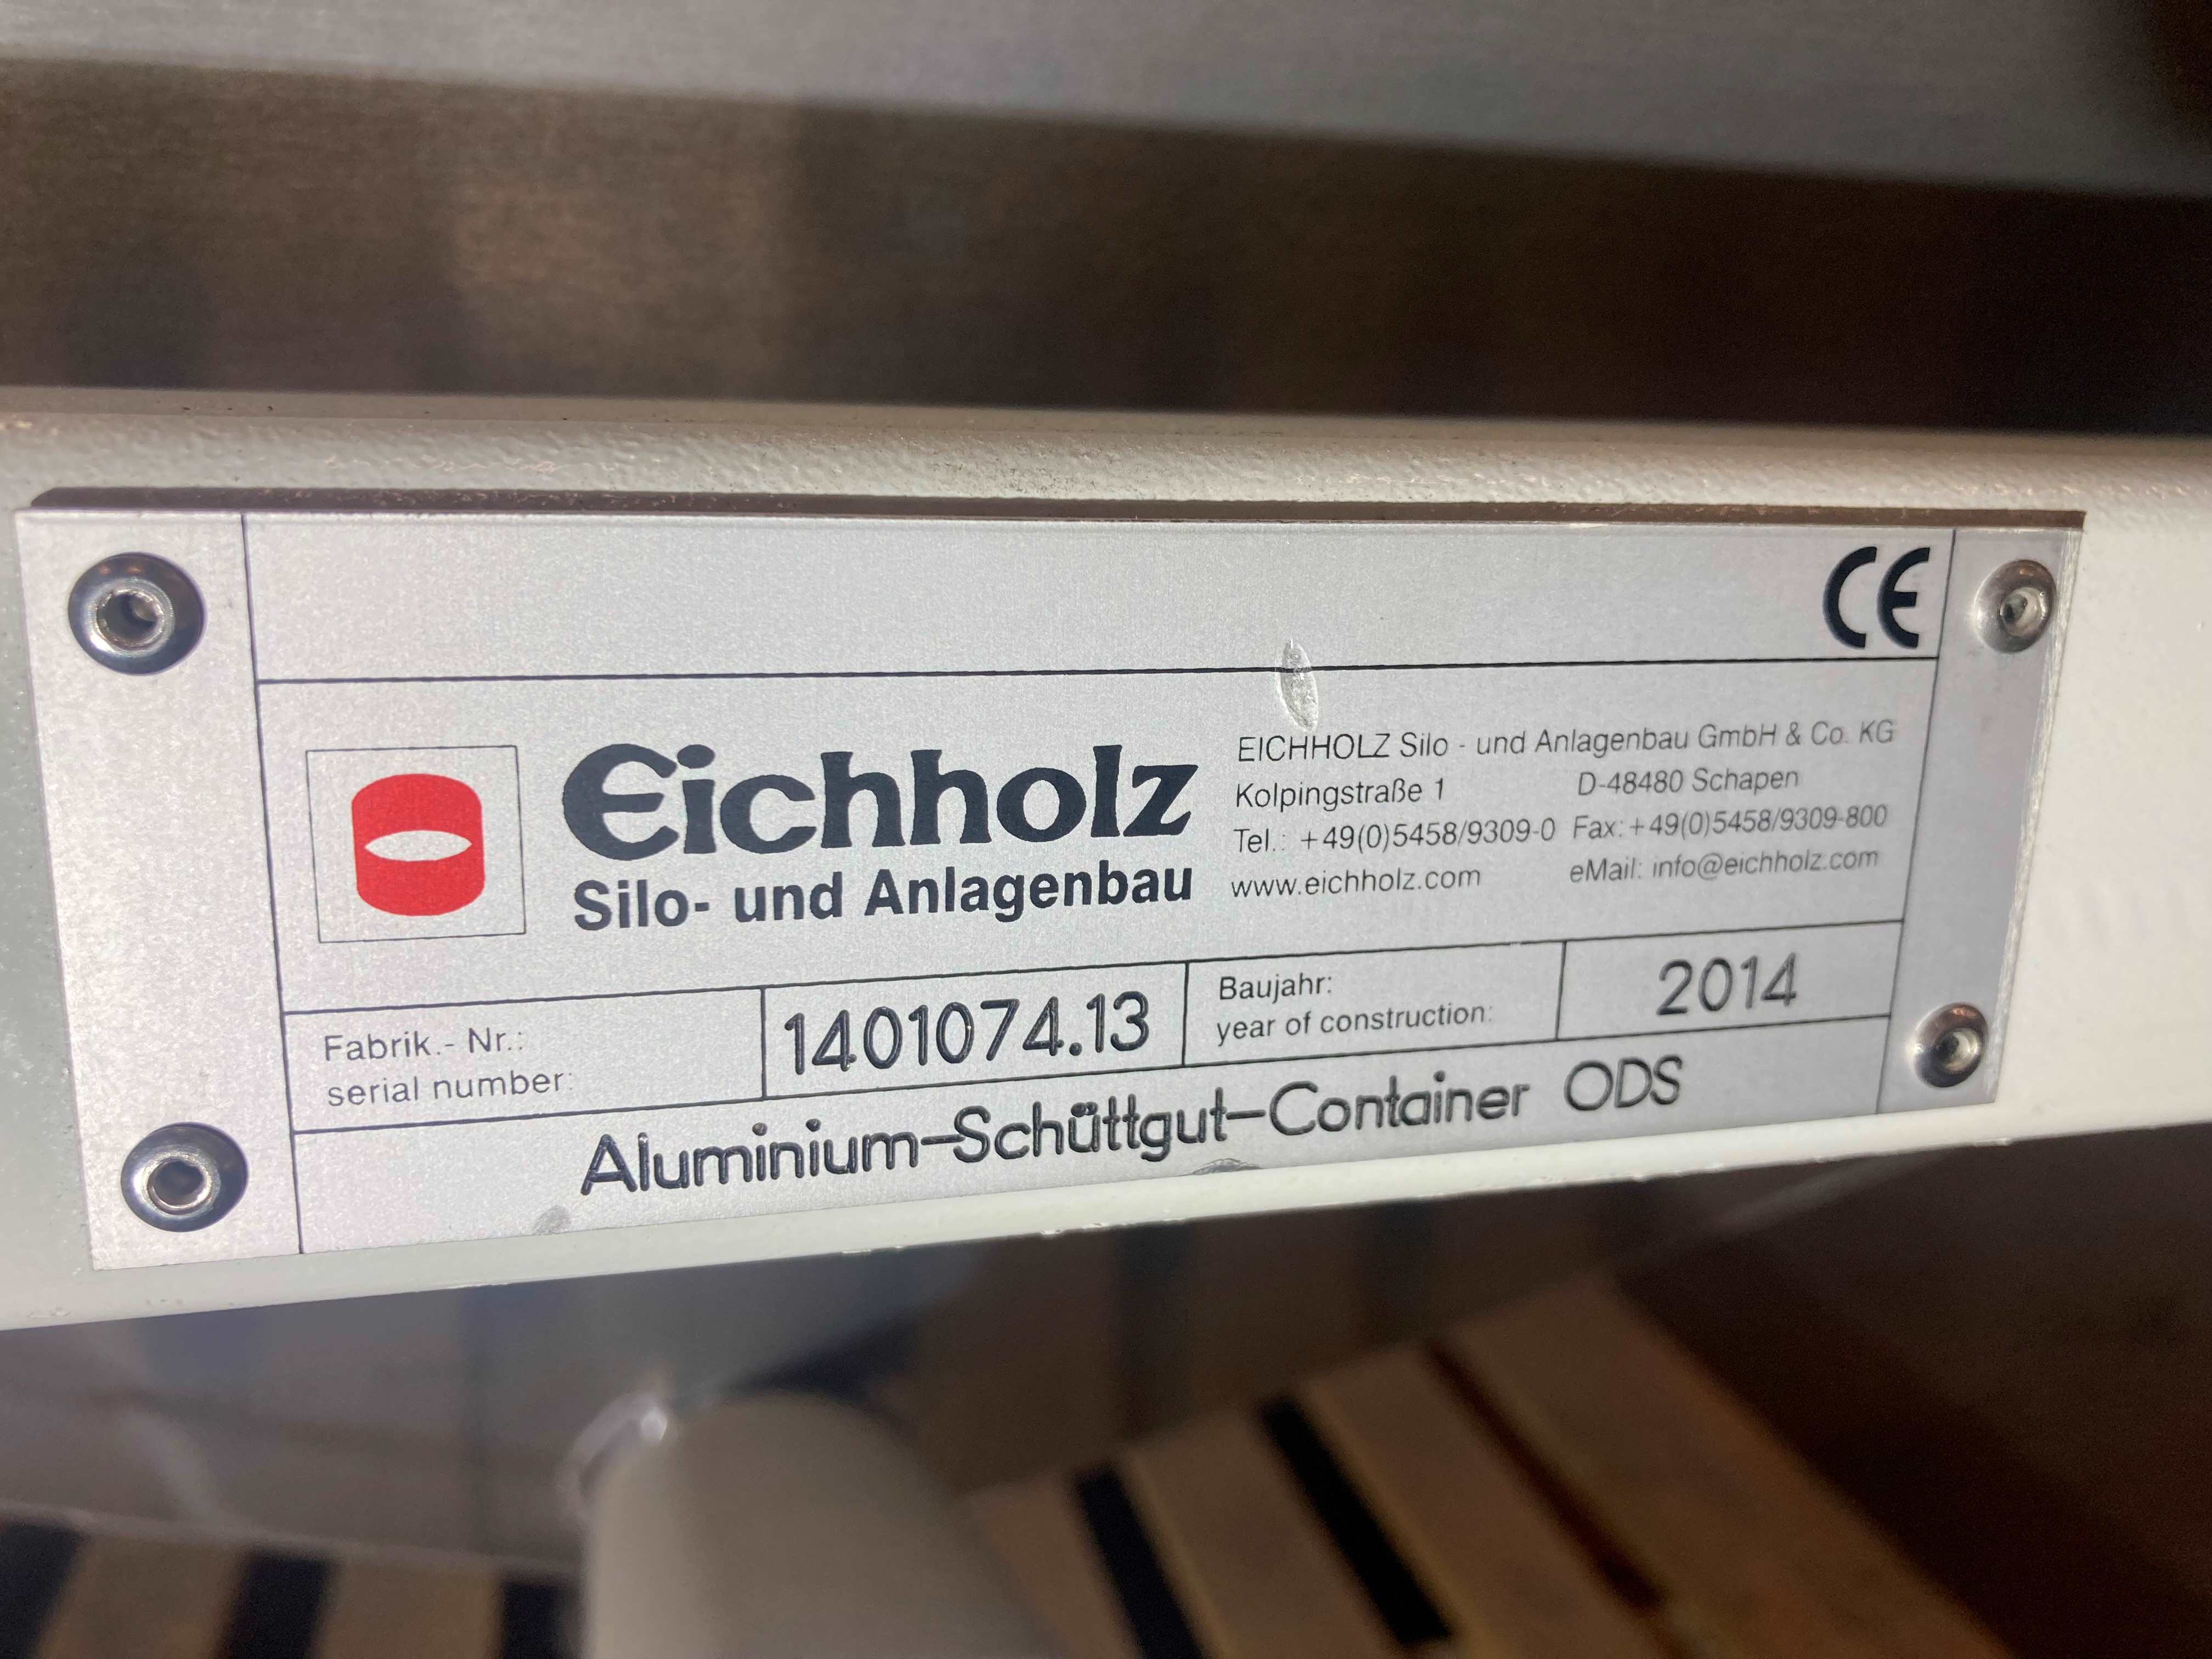 CE
Eichholz
Silo- und Anlagenbau
EICHHOLZ Silo - und Anlagenbau GmbH & Co. KG
Kolpingstraße 1 D-48480 Schapen
Tel.: +49(0)5458/9309-0 Fax:+49(0)5458/9309-800
www.eichholz.com eMail: info@eichholz.com
Fabrik.- Nr.:
serial number:
1401074.13
Baujahr:
year of construction:
2014
Aluminium-Schüttgut-Container ODS